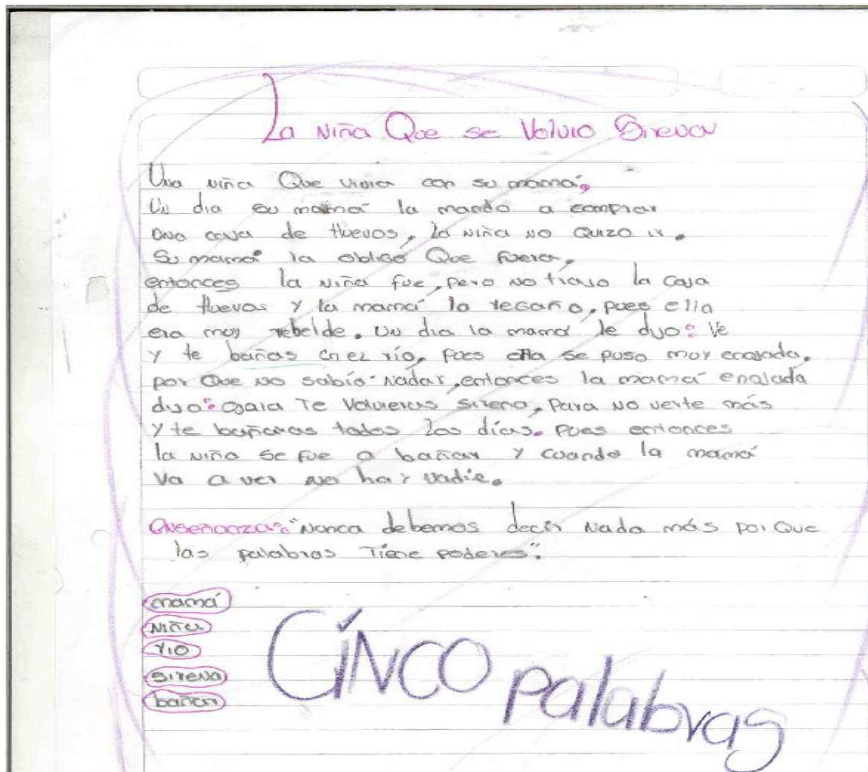 La niña Que se Volvio Sirena
Una niña Que vivia con su mamá,
Un dia su mamá la mando a comprar
una caja de Huevos, la niña no Quizo ir.
Su mamá la obligó Que fuera,
entonces la niña fue, pero no trajo la caja
de Huevos y la mamá la regaño, pues ella
era muy rebelde. Un dia la mamá le dijo: Ve
y te bañas en el río, pues ella se puso muy enojada,
por Que no sabío nadar, entonces la mamá enojada
dijo: ojala Te Volvieras sirena, para no verte más
y te bañaras todos los días. pues entonces
la niña se fue a bañar y cuando la mamá
va a ver no hay nadie.
Enseñanza: "Nunca debemos decir Nada más por Que
las palabras Tiene poderes".
mamá
niña
río
sirena
bañar
CINCO palabras